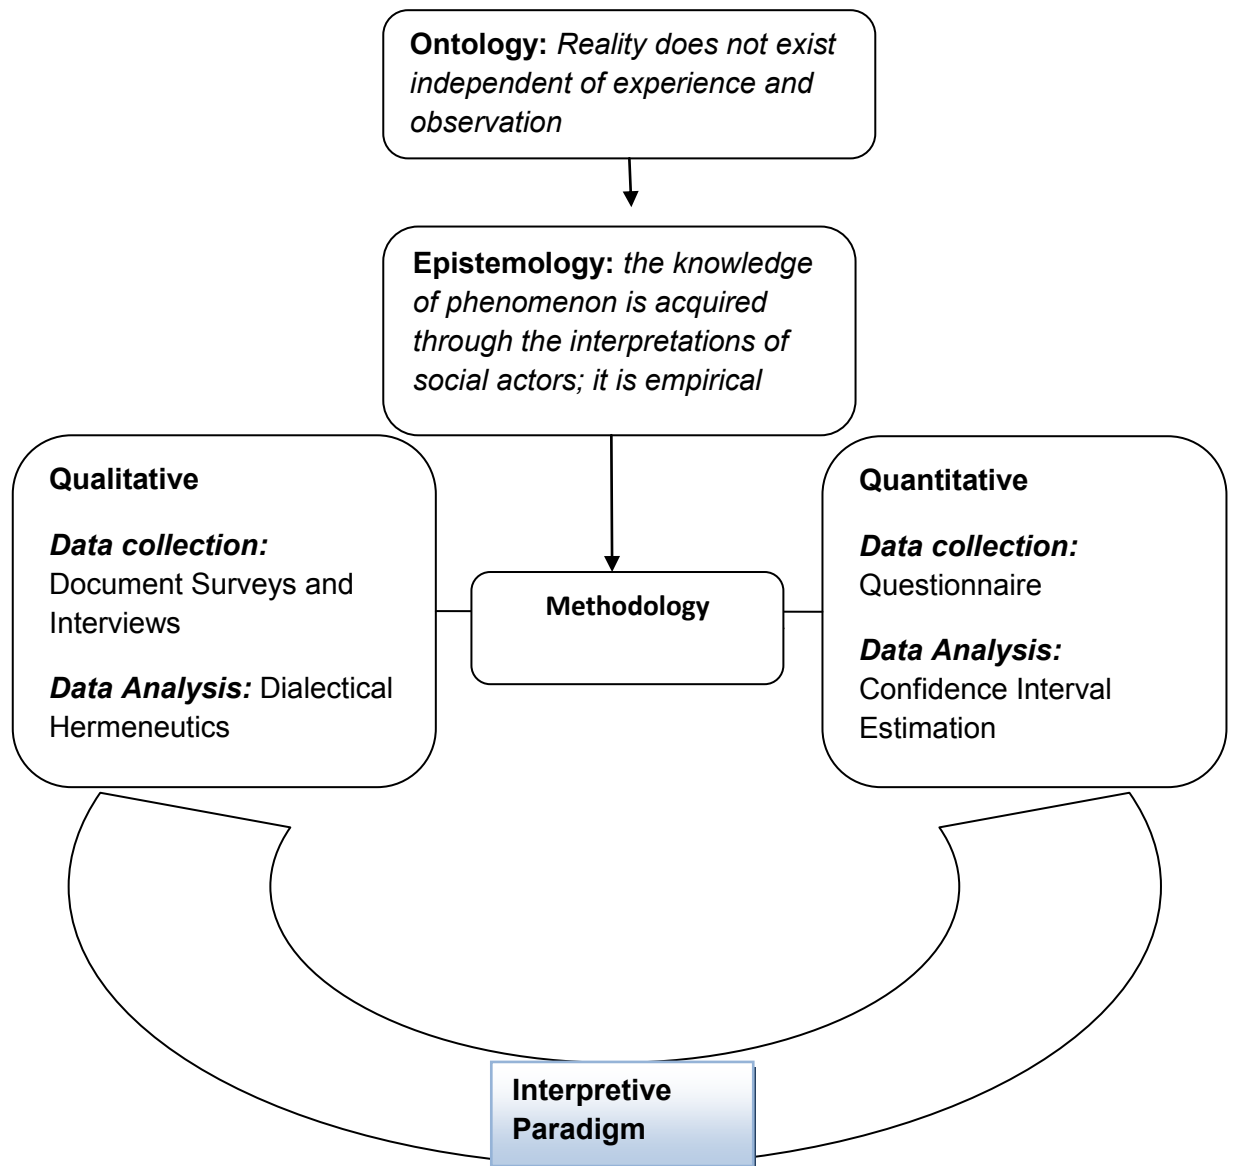 Ontology: Reality does not exist
independent of experience and
observation
Epistemology: the knowledge
of phenomenon is acquired
through the interpretations of
social actors; it is empirical
Qualitative
Data collection:
Document Surveys and
Interviews
Data Analysis: Dialectical
Hermeneutics
Methodology
Quantitative
Data collection:
Questionnaire
Data Analysis:
Confidence Interval
Estimation
Interpretive
Paradigm